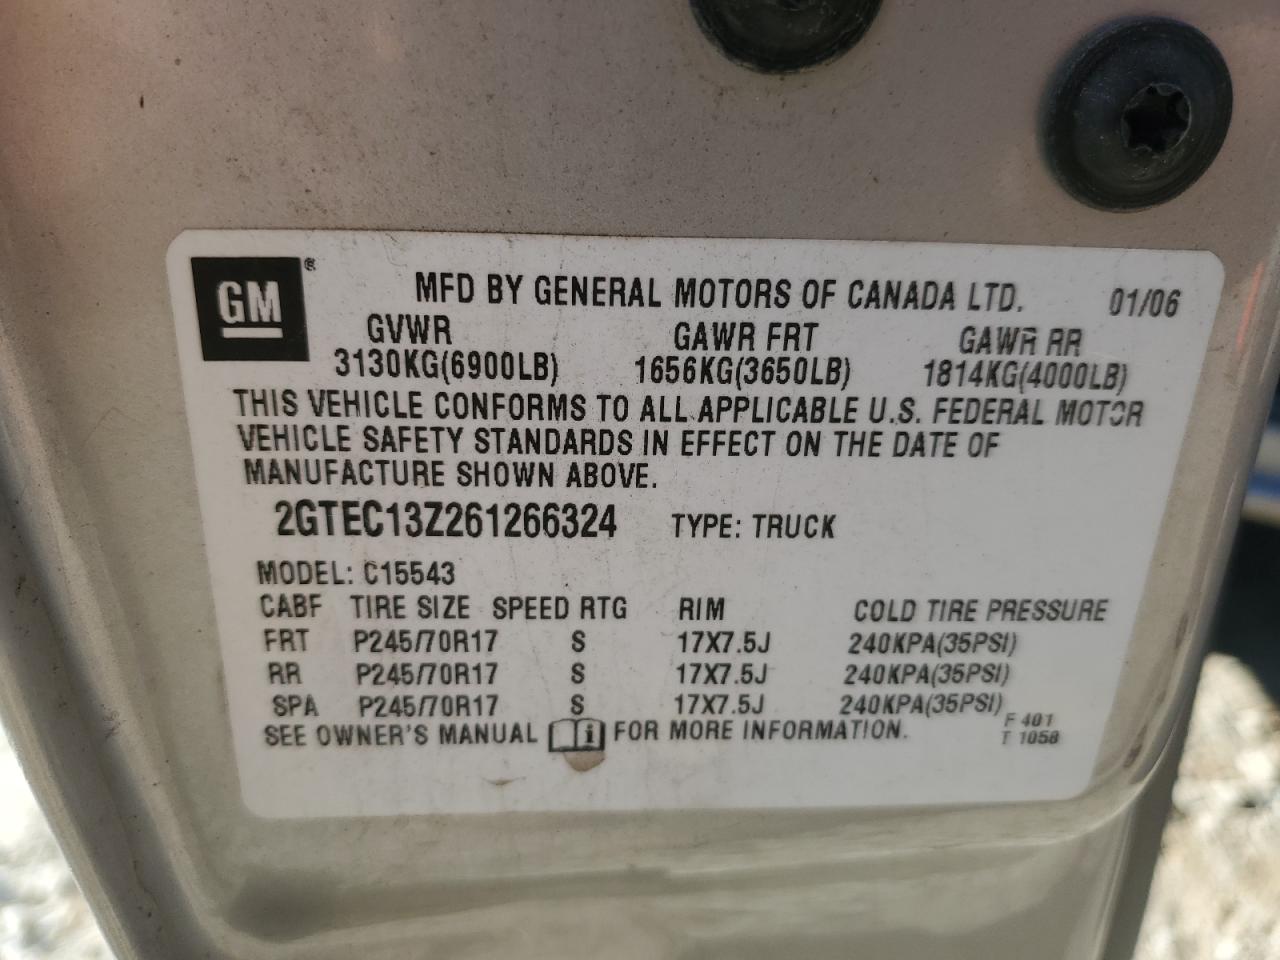 GM®
MFD BY GENERAL MOTORS OF CANADA LTD. 01/06
GVWR GAWR FRT GAWR RR
3130KG(6900LB) 1656KG(3650LB) 1814KG(4000LB)
THIS VEHICLE CONFORMS TO ALL APPLICABLE U.S. FEDERAL MOTOR
VEHICLE SAFETY STANDARDS IN EFFECT ON THE DATE OF
MANUFACTURE SHOWN ABOVE.
2GTEC13Z261266324 TYPE: TRUCK
MODEL: C15543
CABF TIRE SIZE SPEED RTG RIM COLD TIRE PRESSURE
FRT P245/70R17 S 17X7.5J 240KPA(35PSI)
RR P245/70R17 S 17X7.5J 240KPA(35PSI)
SPA P245/70R17 S 17X7.5J 240KPA(35PSI)
SEE OWNER'S MANUAL i FOR MORE INFORMATION.
F 401
T 1058